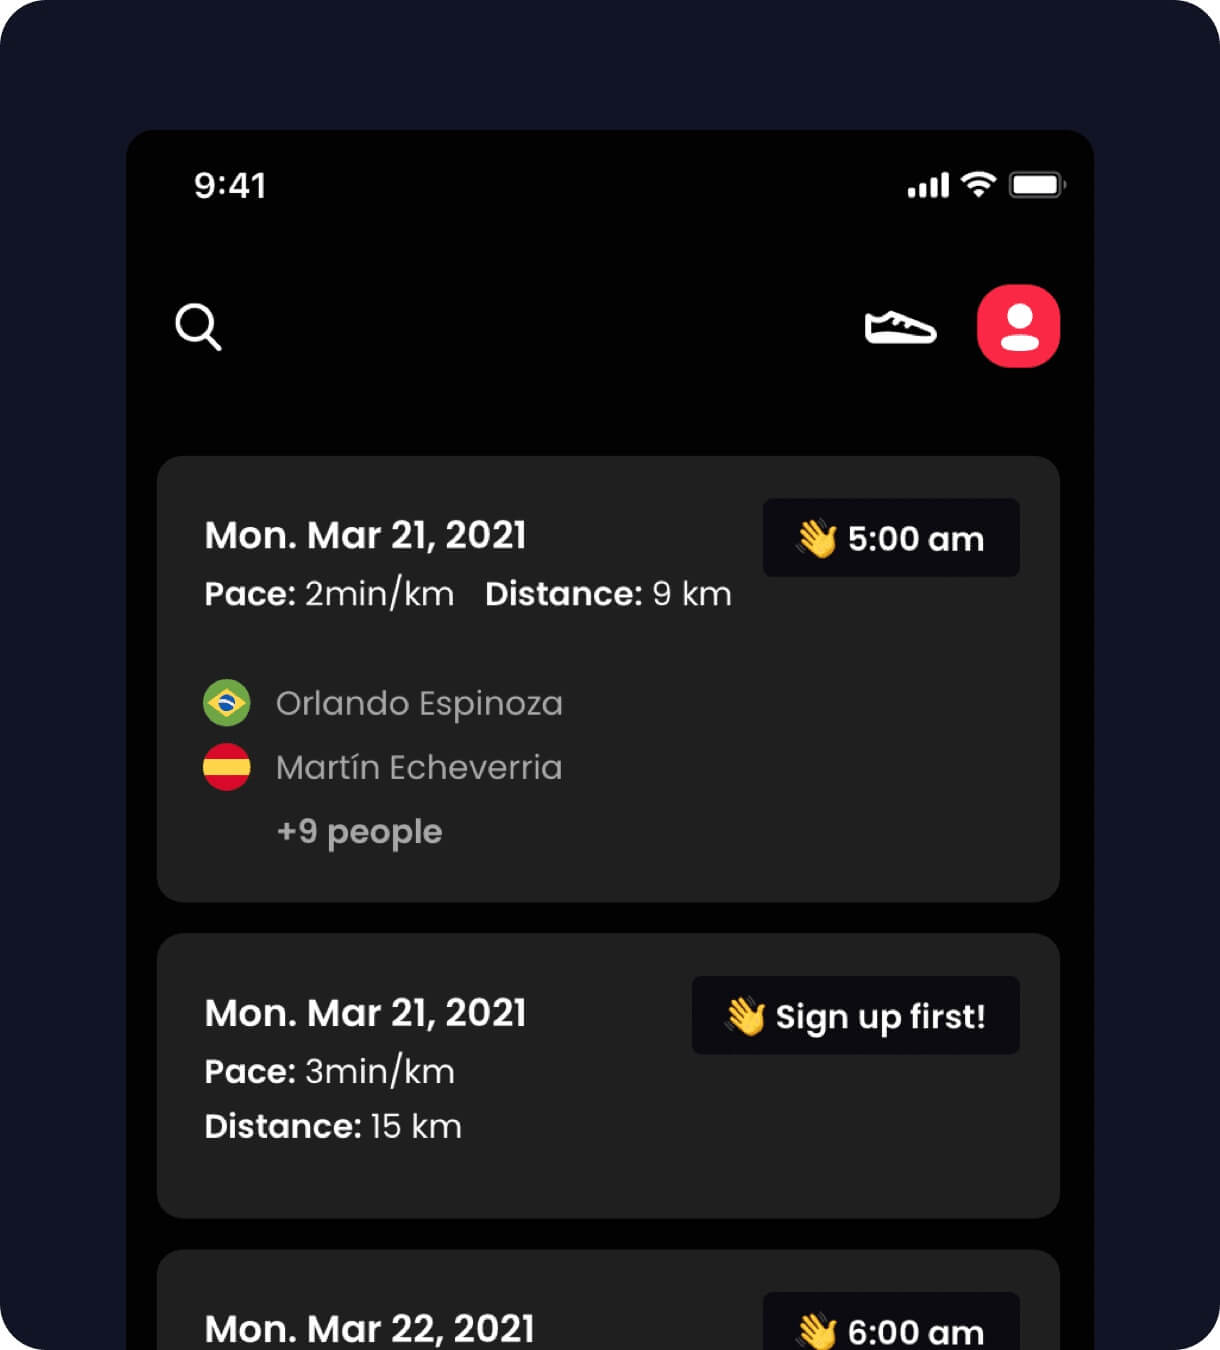 9:41
Mon. Mar 21, 2021
👋 5:00 am
Pace: 2min/km Distance: 9 km
Orlando Espinoza
Martín Echeverria
+9 people
Mon. Mar 21, 2021
👋 Sign up first!
Pace: 3min/km
Distance: 15 km
Mon. Mar 22, 2021
👋 6:00 am